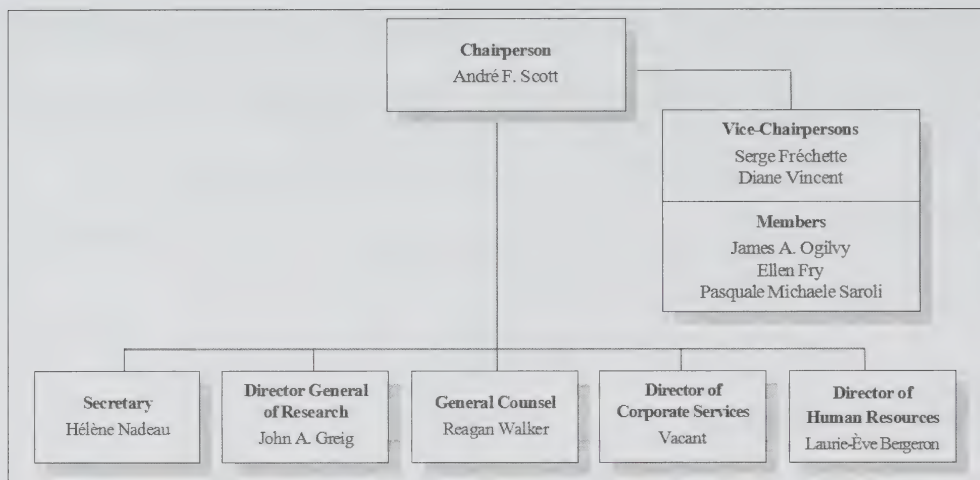 Chairperson
André F. Scott
Vice-Chairpersons
Serge Fréchette
Diane Vincent
Members
James A. Ogilvy
Ellen Fry
Pasquale Michaele Saroli
Secretary
Hélène Nadeau
Director General
of Research
John A. Greig
General Counsel
Reagan Walker
Director of
Corporate Services
Vacant
Director of
Human Resources
Laurie-Ève Bergeron